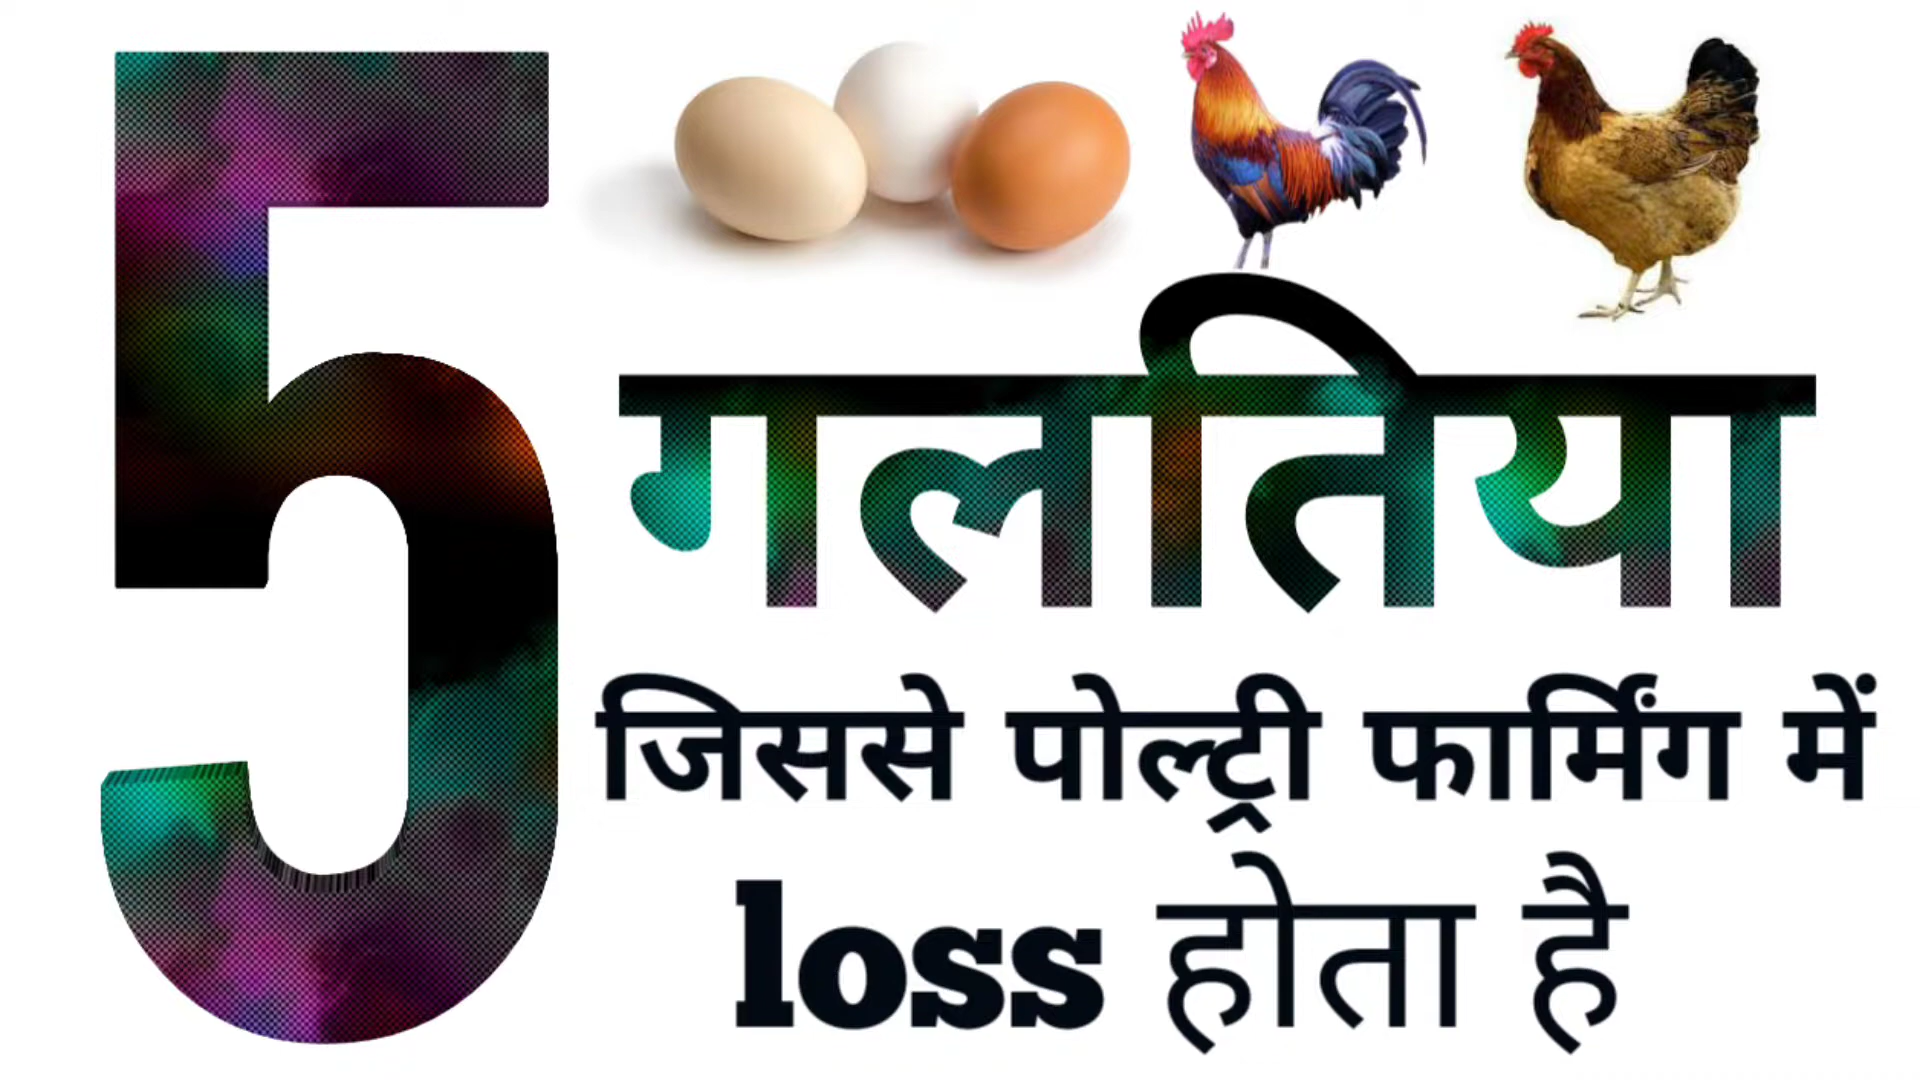 5
गलतिया
जिससे पोल्ट्री फार्मिंग में
loss होता है